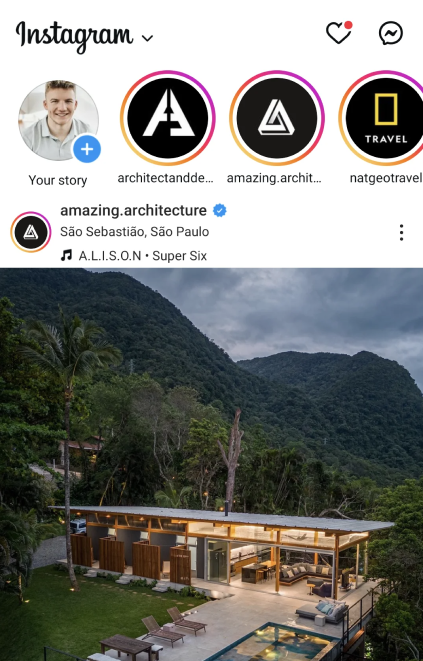 Instagram
Your story
architectandde...
amazing.archit...
TRAVEL
natgeotravel
amazing.architecture
São Sebastião, São Paulo
A.L.I.S.O.N • Super Six